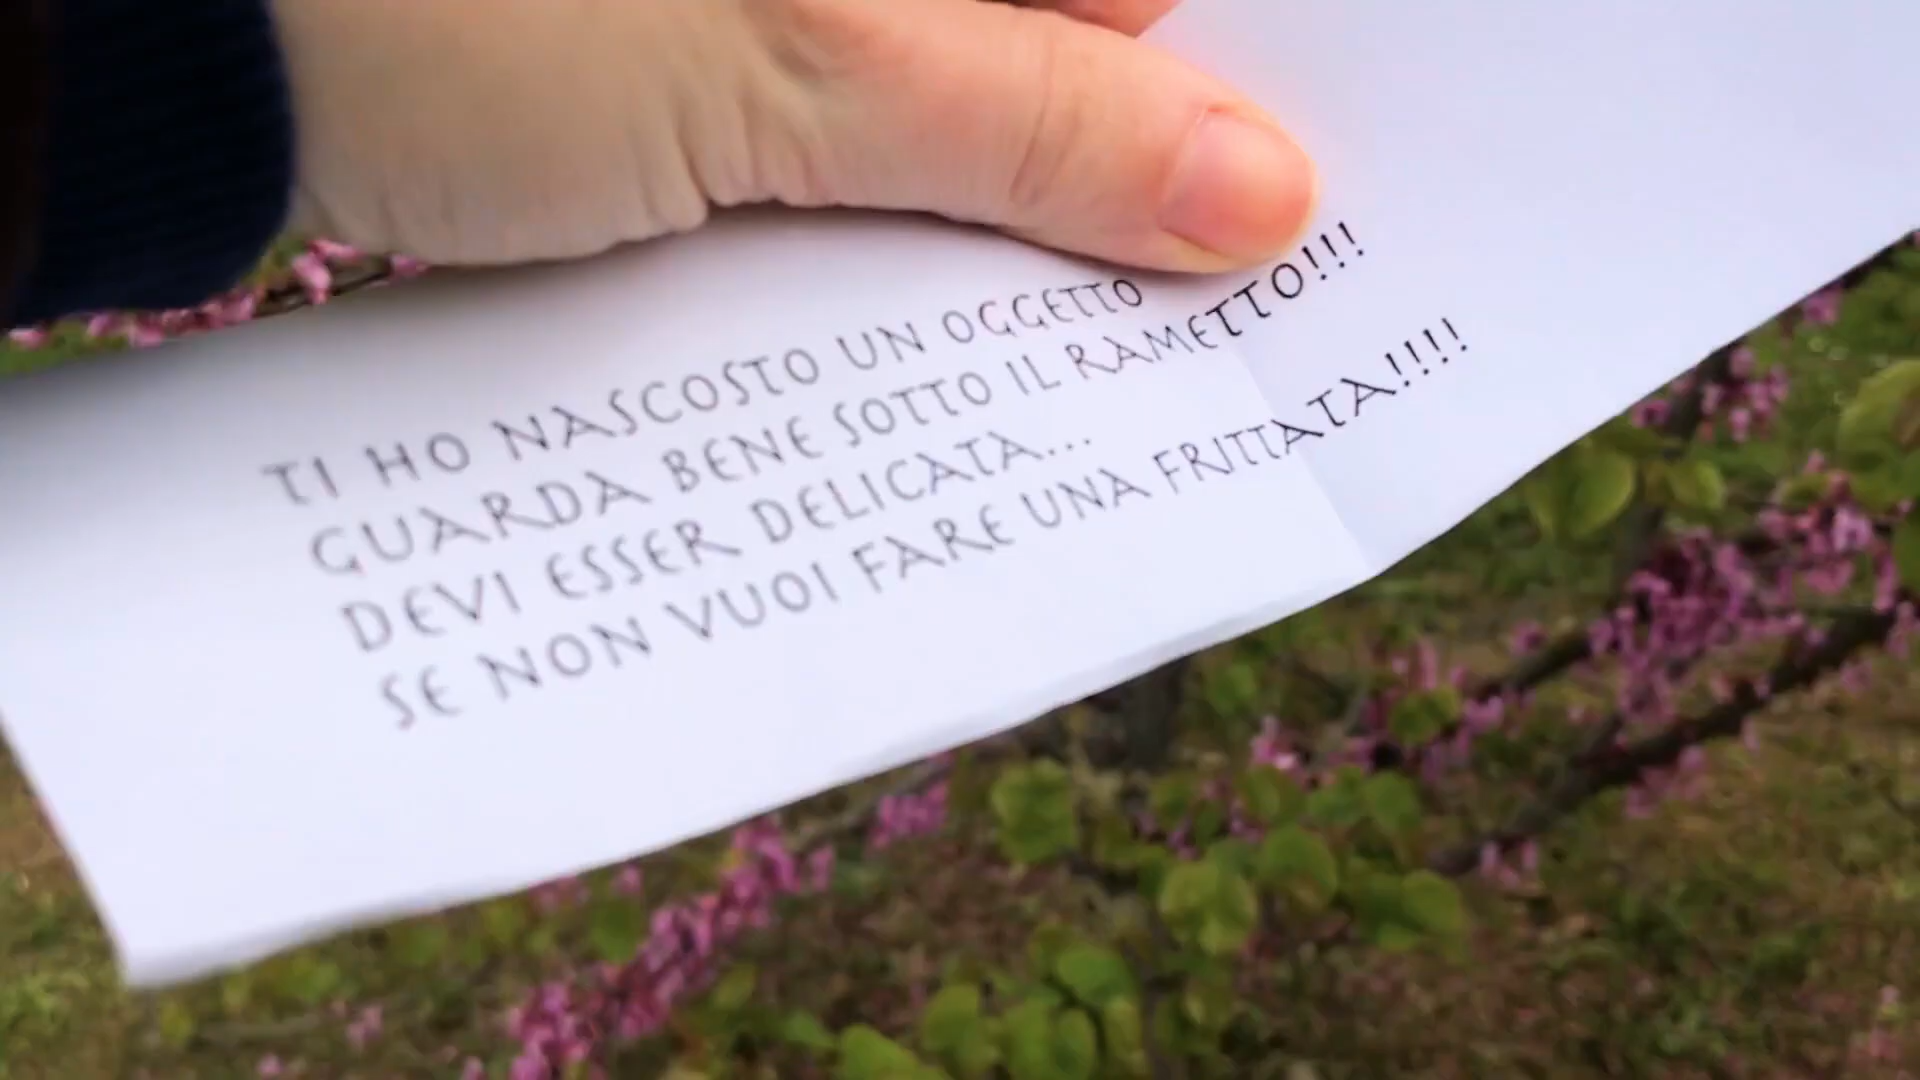 TI HO NASCOSTO UN OGGETTO
GUARDA BENE SOTTO IL RAMETTO!!!
DEVI ESSER DELICATA...
SE NON VUOI FARE UNA FRITTATA!!!!